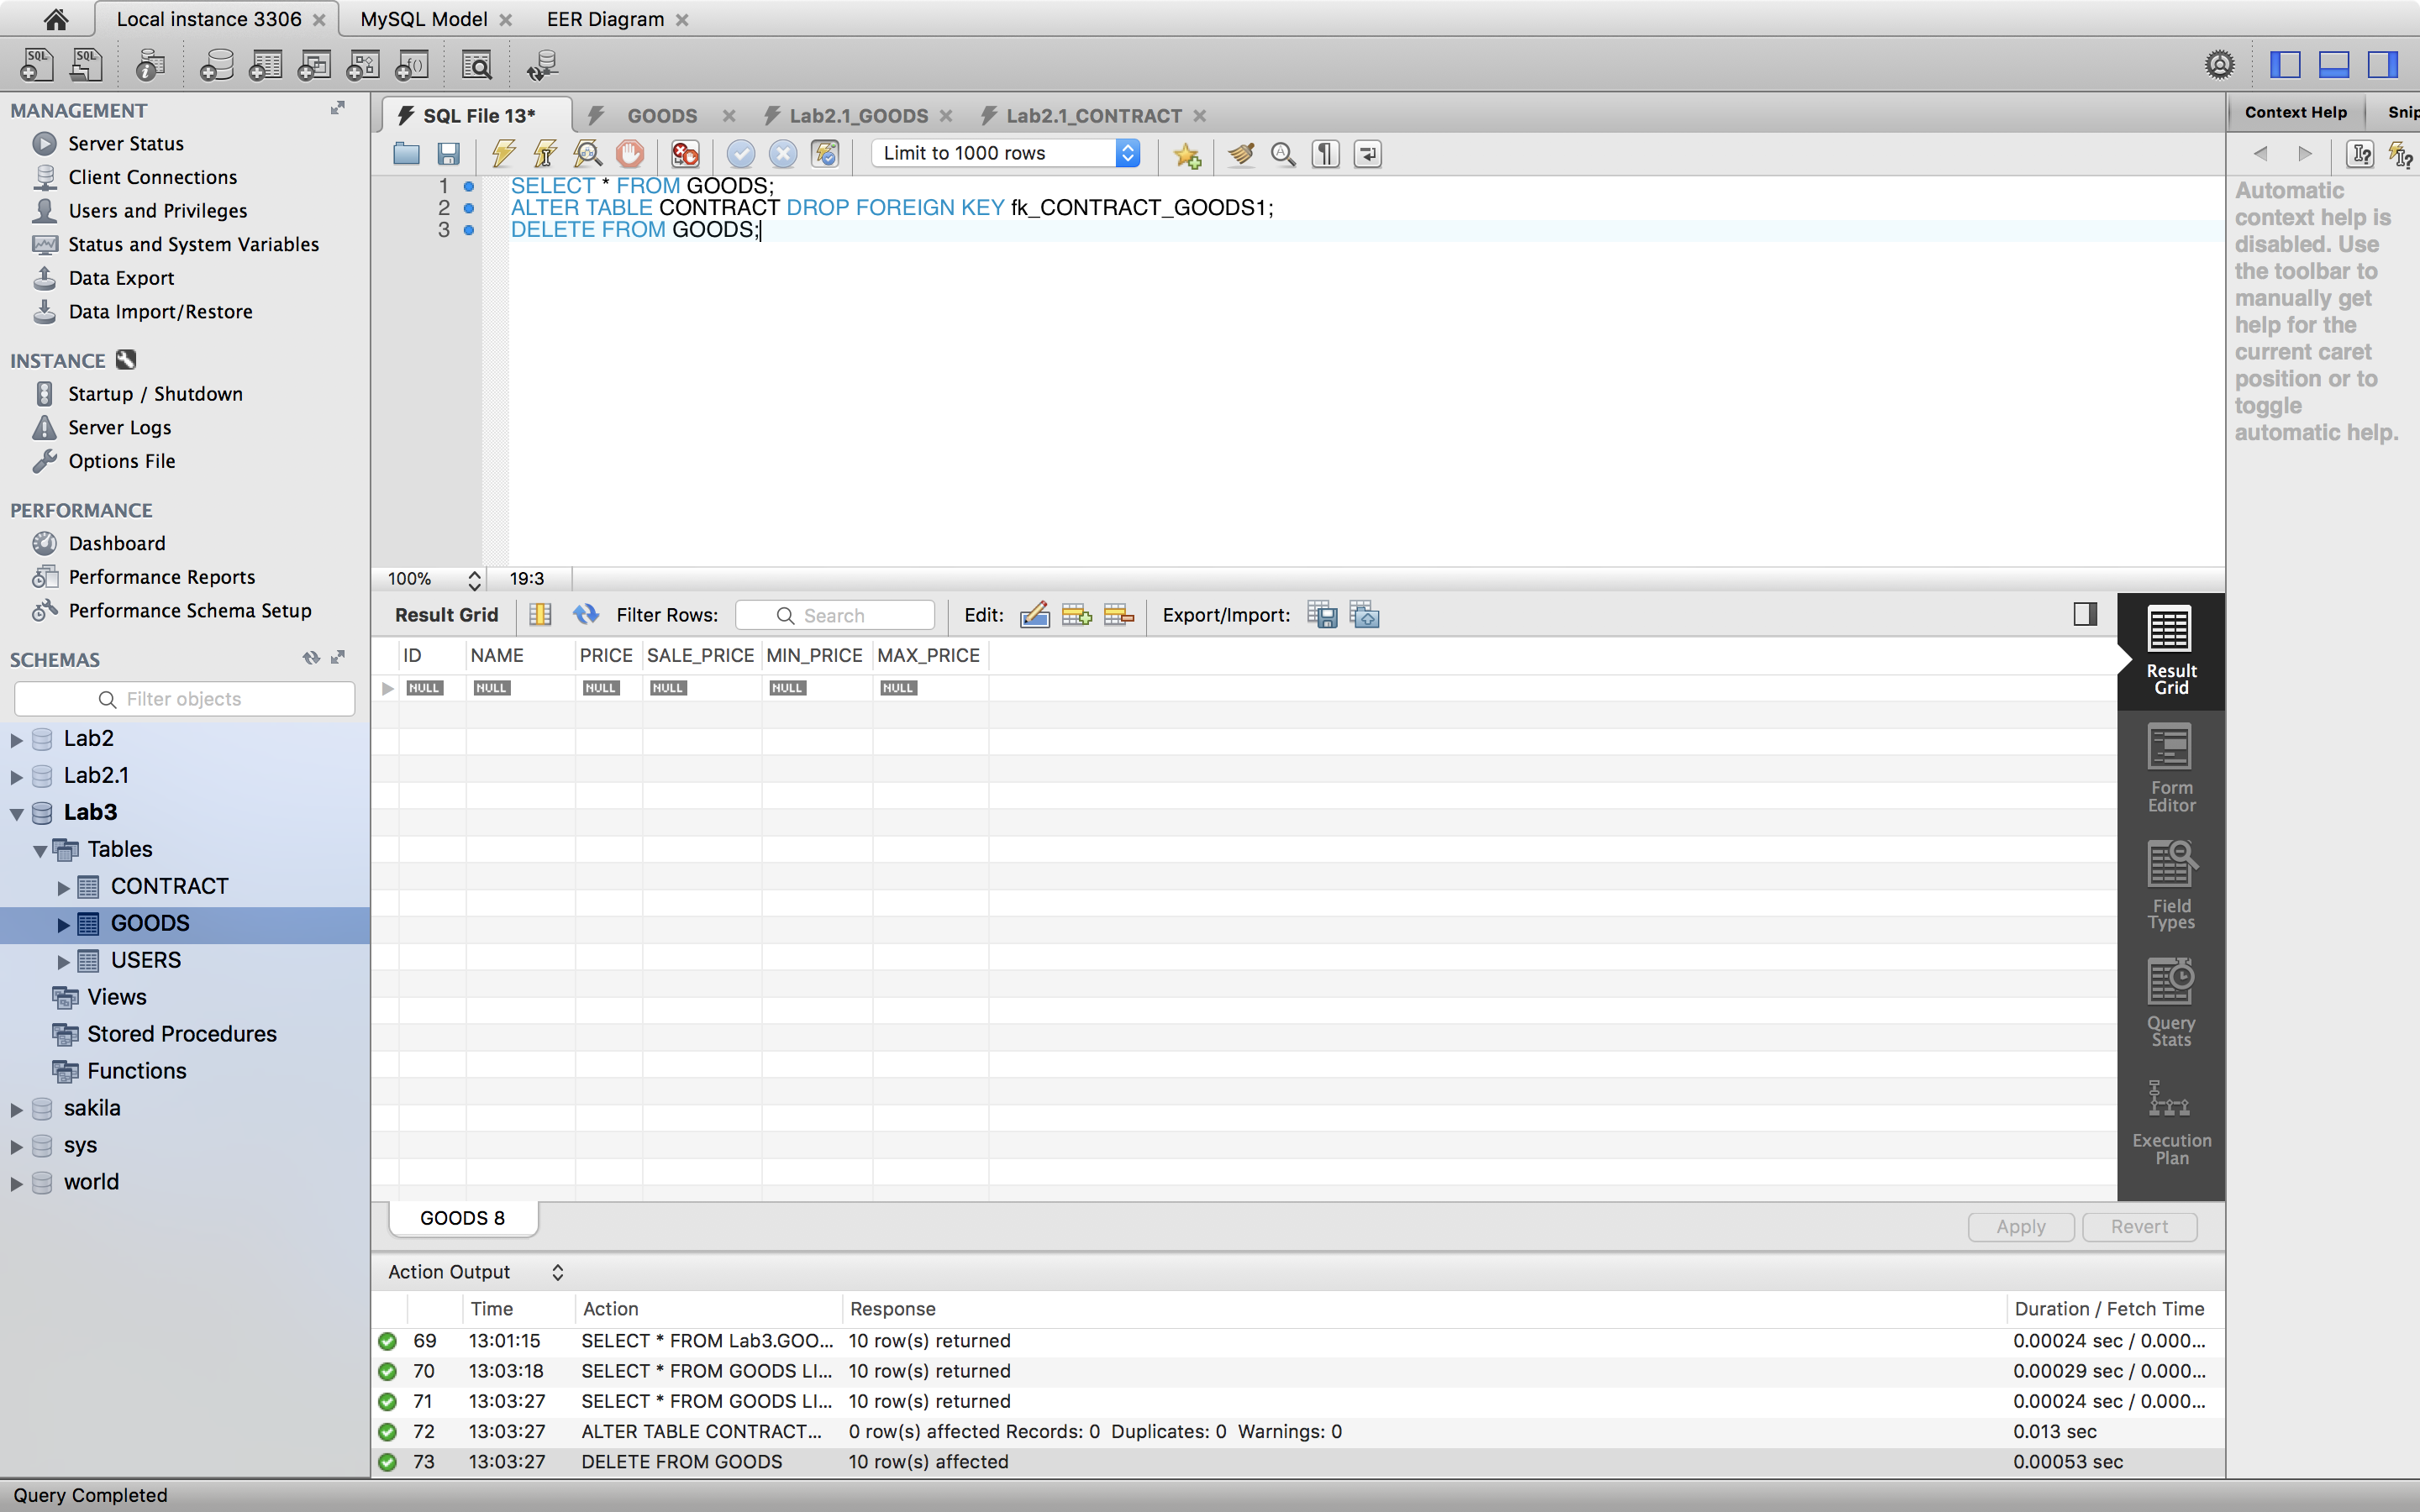 Local instance 3306 MySQL Model EER Diagram
MANAGEMENT
Server Status
Client Connections
Users and Privileges
Status and System Variables
Data Export
Data Import/Restore
INSTANCE
Startup / Shutdown
Server Logs
Options File
PERFORMANCE
Dashboard
Performance Reports
Performance Schema Setup
SCHEMAS
Filter objects
Lab2
Lab2.1
Lab3
Tables
CONTRACT
GOODS
USERS
Views
Stored Procedures
Functions
sakila
sys
world
SQL File 13* GOODS Lab2.1_GOODS Lab2.1_CONTRACT
Limit to 1000 rows
1 SELECT * FROM GOODS;
2 ALTER TABLE CONTRACT DROP FOREIGN KEY fk_CONTRACT_GOODS1;
3 DELETE FROM GOODS;
100% 19:3
Result Grid Filter Rows: Search Edit: Export/Import:
ID NAME PRICE SALE_PRICE MIN_PRICE MAX_PRICE
NULL NULL NULL NULL NULL NULL
Result
Grid
Form
Editor
Field
Types
Query
Stats
Execution
Plan
GOODS 8 Apply Revert
Action Output
Time Action Response Duration / Fetch Time
69 13:01:15 SELECT * FROM Lab3.GOO... 10 row(s) returned 0.00024 sec / 0.000...
70 13:03:18 SELECT * FROM GOODS LI... 10 row(s) returned 0.00029 sec / 0.000...
71 13:03:27 SELECT * FROM GOODS LI... 10 row(s) returned 0.00024 sec / 0.000...
72 13:03:27 ALTER TABLE CONTRACT... 0 row(s) affected Records: 0 Duplicates: 0 Warnings: 0 0.013 sec
73 13:03:27 DELETE FROM GOODS 10 row(s) affected 0.00053 sec
Context Help Snip
Automatic
context help is
disabled. Use
the toolbar to
manually get
help for the
current caret
position or to
toggle
automatic help.
Query Completed